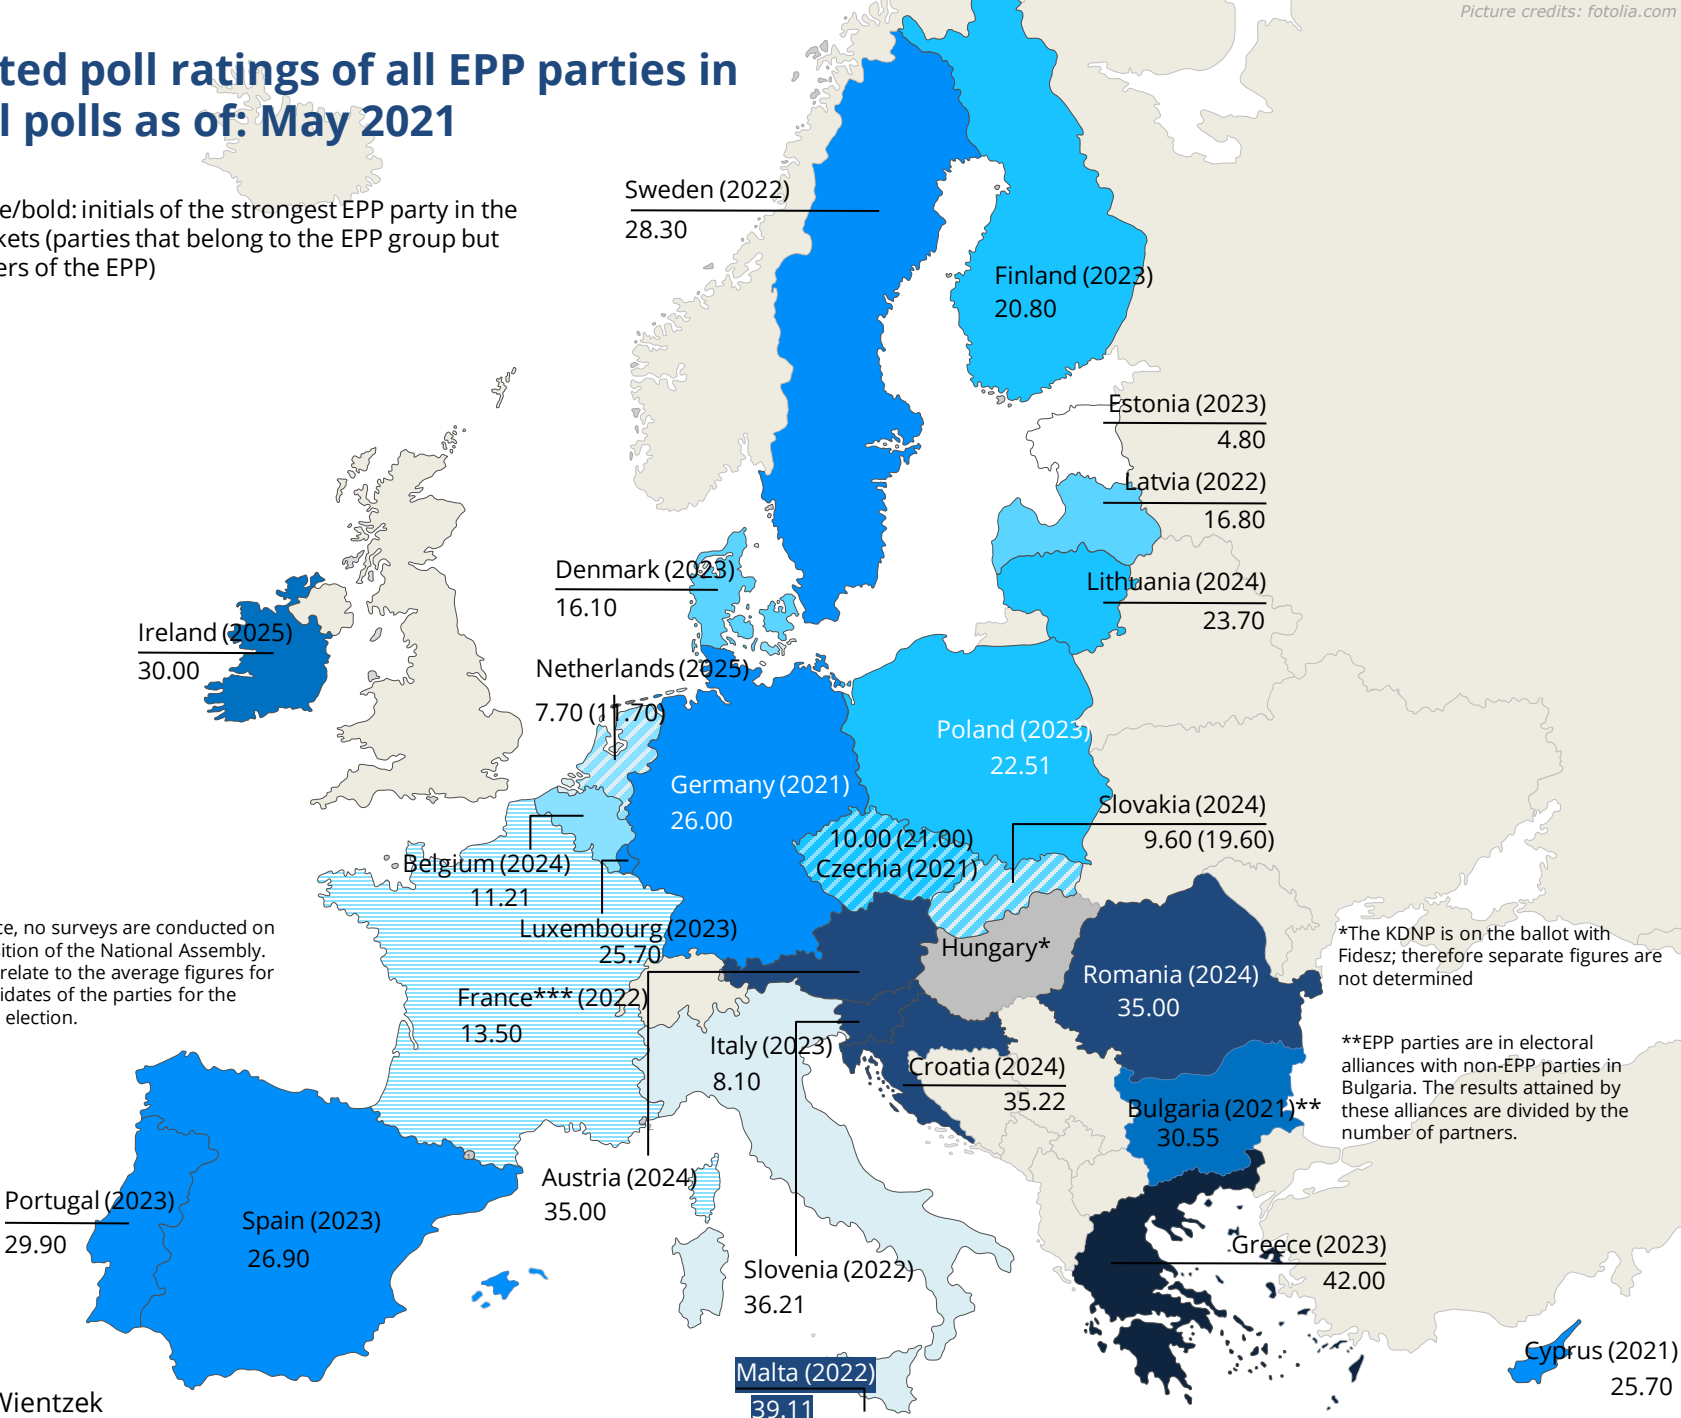 Picture credits: fotolia.com
ted poll ratings of all EPP parties in
l polls as of: May 2021
e/bold: initials of the strongest EPP party in the
kets (parties that belong to the EPP group but
ers of the EPP)
Sweden (2022)
28.30
Finland (2023)
20.80
Estonia (2023)
4.80
Latvia (2022)
16.80
Denmark (2023)
16.10
Lithuania (2024)
23.70
Ireland (2025)
30.00
Netherlands (2025)
7.70 (11.70)
Poland (2023)
22.51
Germany (2021)
26.00
Slovakia (2024)
9.60 (19.60)
10.00 (21.00)
Czechia (2021)
Belgium (2024)
11.21
Luxembourg (2023)
25.70
Hungary*
Romania (2024)
35.00
ce, no surveys are conducted on
ition of the National Assembly.
relate to the average figures for
idates of the parties for the
election.
*The KDNP is on the ballot with
Fidesz; therefore separate figures are
not determined
France*** (2022)
13.50
Italy (2023)
8.10
Croatia (2024)
35.22
**EPP parties are in electoral
alliances with non-EPP parties in
Bulgaria. The results attained by
these alliances are divided by the
number of partners.
Bulgaria (2021)**
30.55
Austria (2024)
35.00
Portugal (2023)
29.90
Spain (2023)
26.90
Greece (2023)
42.00
Slovenia (2022)
36.21
Malta (2022)
39.11
Cyprus (2021)
25.70
Wientzek